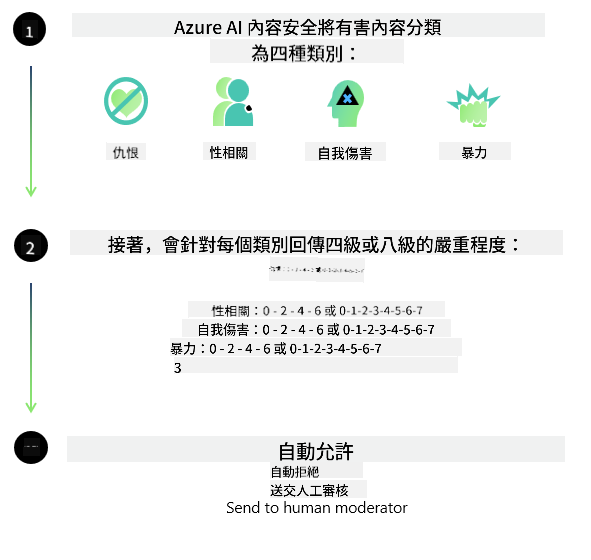 1
Azure AI 內容安全將有害內容分類
為四種類別：
仇恨
性相關
自我傷害
暴力
2
接著，會針對每個類別回傳四級或八級的嚴重程度：
性相關：0 - 2 - 4 - 6 或 0-1-2-3-4-5-6-7
自我傷害：0 - 2 - 4 - 6 或 0-1-2-3-4-5-6-7
暴力：0 - 2 - 4 - 6 或 0-1-2-3-4-5-6-7
3
自動允許
自動拒絕
送交人工審核
Send to human moderator